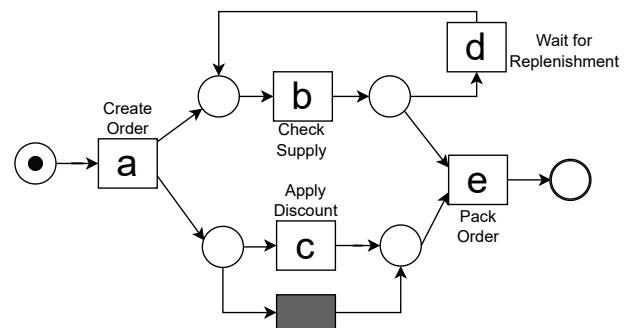 d
Wait for
Replenishment
b
Check
Supply
Create
Order
a
Apply
Discount
c
e
Pack
Order